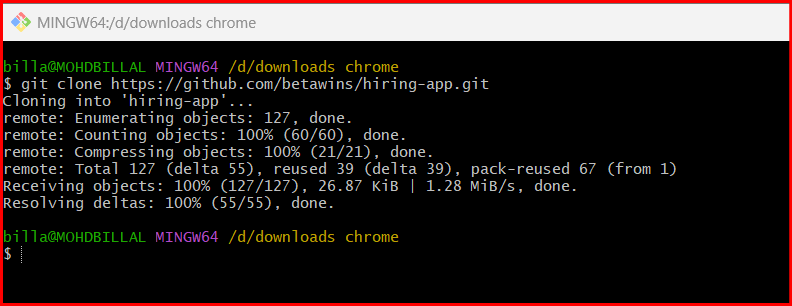 MINGW64:/d/downloads chrome
billa@MOHDBILLAL MINGW64 /d/downloads chrome
$ git clone https://github.com/betawins/hiring-app.git
Cloning into 'hiring-app'...
remote: Enumerating objects: 127, done.
remote: Counting objects: 100% (60/60), done.
remote: Compressing objects: 100% (21/21), done.
remote: Total 127 (delta 55), reused 39 (delta 39), pack-reused 67 (from 1)
Receiving objects: 100% (127/127), 26.87 KiB | 1.28 MiB/s, done.
Resolving deltas: 100% (55/55), done.
billa@MOHDBILLAL MINGW64 /d/downloads chrome
$